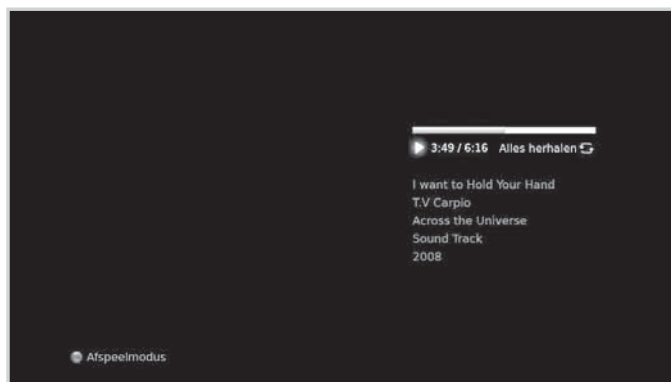 3:49 / 6:16 Alles herhalen
I want to Hold Your Hand
T.V Carpio
Across the Universe
Sound Track
2008
Afspeelmodus